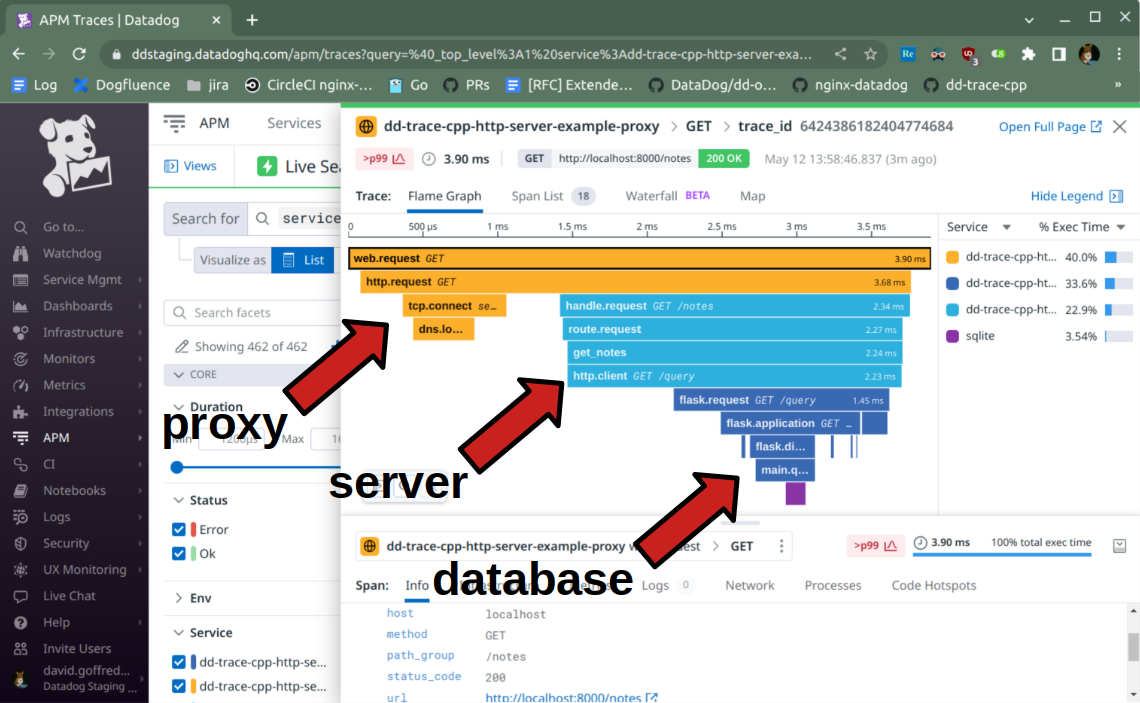 APM Traces | Datadog
ddstaging.datadoghq.com/apm/traces?query=%40_top_level%3A1%20service%3Add-trace-cpp-http-server-exa...
Log
Dogfluence
jira
CircleCI nginx-...
Go
PRs
[RFC] Extende...
DataDog/dd-o...
nginx-datadog
dd-trace-cpp
»
Go to...
Watchdog
Service Mgmt
Dashboards
Infrastructure
Monitors
Metrics
Integrations
APM
CI
Notebooks
Logs
Security
UX Monitoring
Live Chat
Help
Invite Users
david.goffred...
Datadog Staging ...
APM
Services
Views
Live Sea
Search for
service
Visualize as
List
Search facets
Showing 462 of 462
CORE
Duration
Min
Max
Status
Error
Ok
Env
Service
dd-trace-cpp-http-se...
dd-trace-cpp-http-se...
dd-trace-cpp-http-server-example-proxy > GET > trace_id 6424386182404774684
Open Full Page
>p99
3.90 ms
GET http://localhost:8000/notes 200 OK
May 12 13:58:46.837 (3m ago)
Trace: Flame Graph Span List 18 Waterfall BETA Map
Hide Legend
0 500 µs 1 ms 1.5 ms 2 ms 2.5 ms 3 ms 3.5 ms
web.request GET 3.90 ms
http.request GET 3.68 ms
tcp.connect se...
handle.request GET /notes 2.34 ms
dns.lo...
route.request 2.27 ms
get_notes 2.24 ms
http.client GET /query 2.23 ms
flask.request GET /query 1.45 ms
flask.application GET ...
flask.di...
main.q...
Service % Exec Time
dd-trace-cpp-ht... 40.0%
dd-trace-cpp-ht... 33.6%
dd-trace-cpp-ht... 22.9%
sqlite 3.54%
proxy
server
database
dd-trace-cpp-http-server-example-proxy
> GET
>p99
3.90 ms
100% total exec time
Span: Info
Logs 0
Network
Processes
Code Hotspots
host localhost
method GET
path_group /notes
status_code 200
url http://localhost:8000/notes